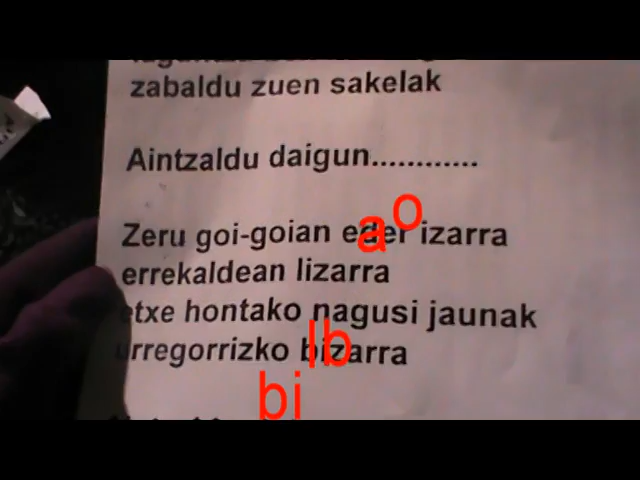 zabaldu zuen sakelak
Aintzaldu daigun............
Zeru goi-goian eder izarra
errekaldean lizarra
etxe hontako nagusi jaunak
urregorrizko bizarra
a
o
lb
bi